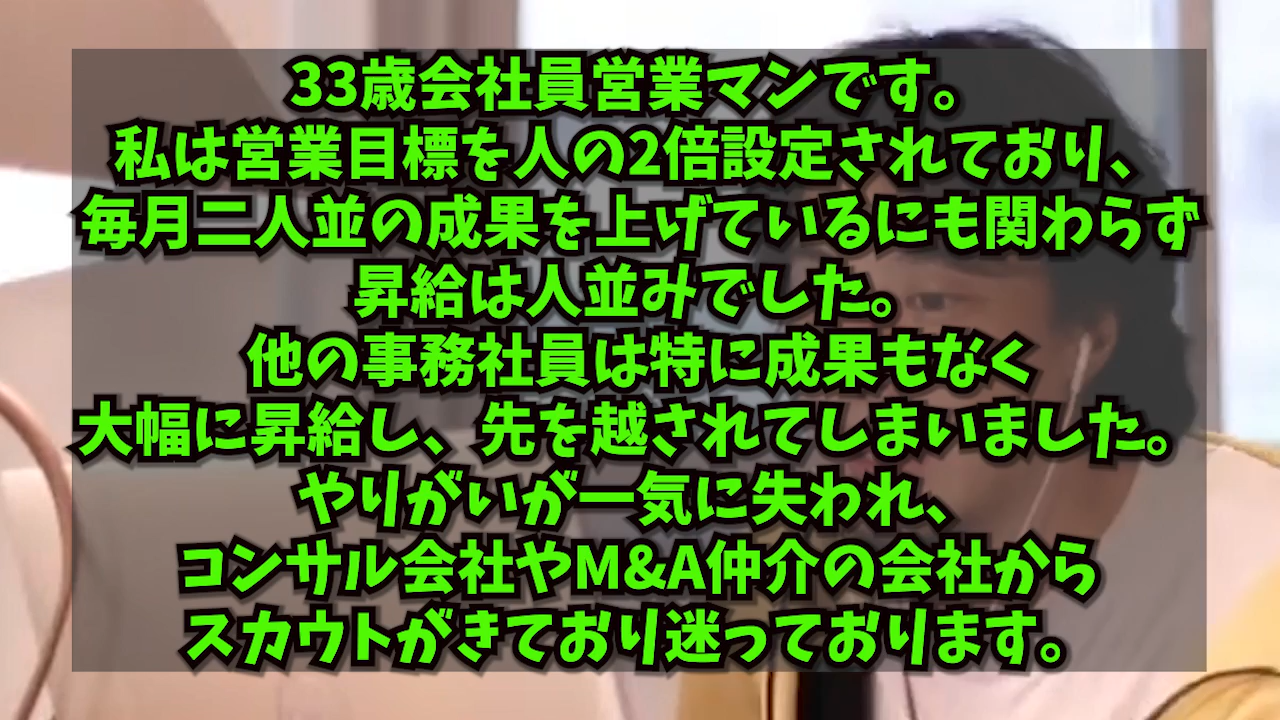 33歳会社員営業マンです。
私は営業目標を人の2倍設定されており、
毎月二人並の成果を上げているにも関わらず
昇給は人並みでした。
他の事務社員は特に成果もなく
大幅に昇給し、先を越されてしまいました。
やりがいが一気に失われ、
コンサル会社やM&A仲介の会社から
スカウトがきており迷っております。